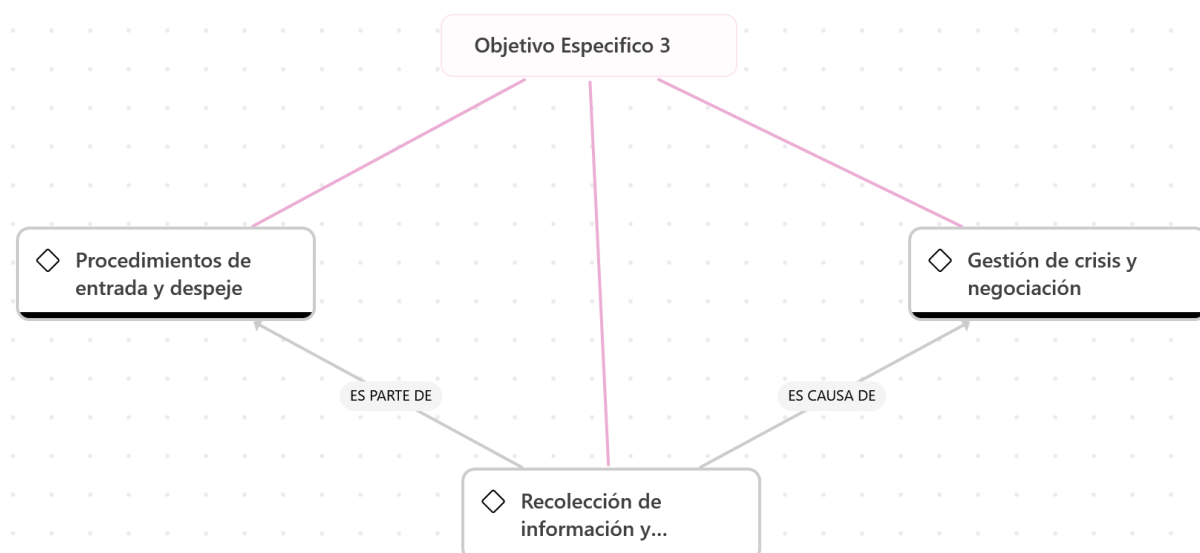 Objetivo Especifico 3
Procedimientos de
entrada y despeje
Gestión de crisis y
negociación
ES PARTE DE
ES CAUSA DE
Recolección de
información y...